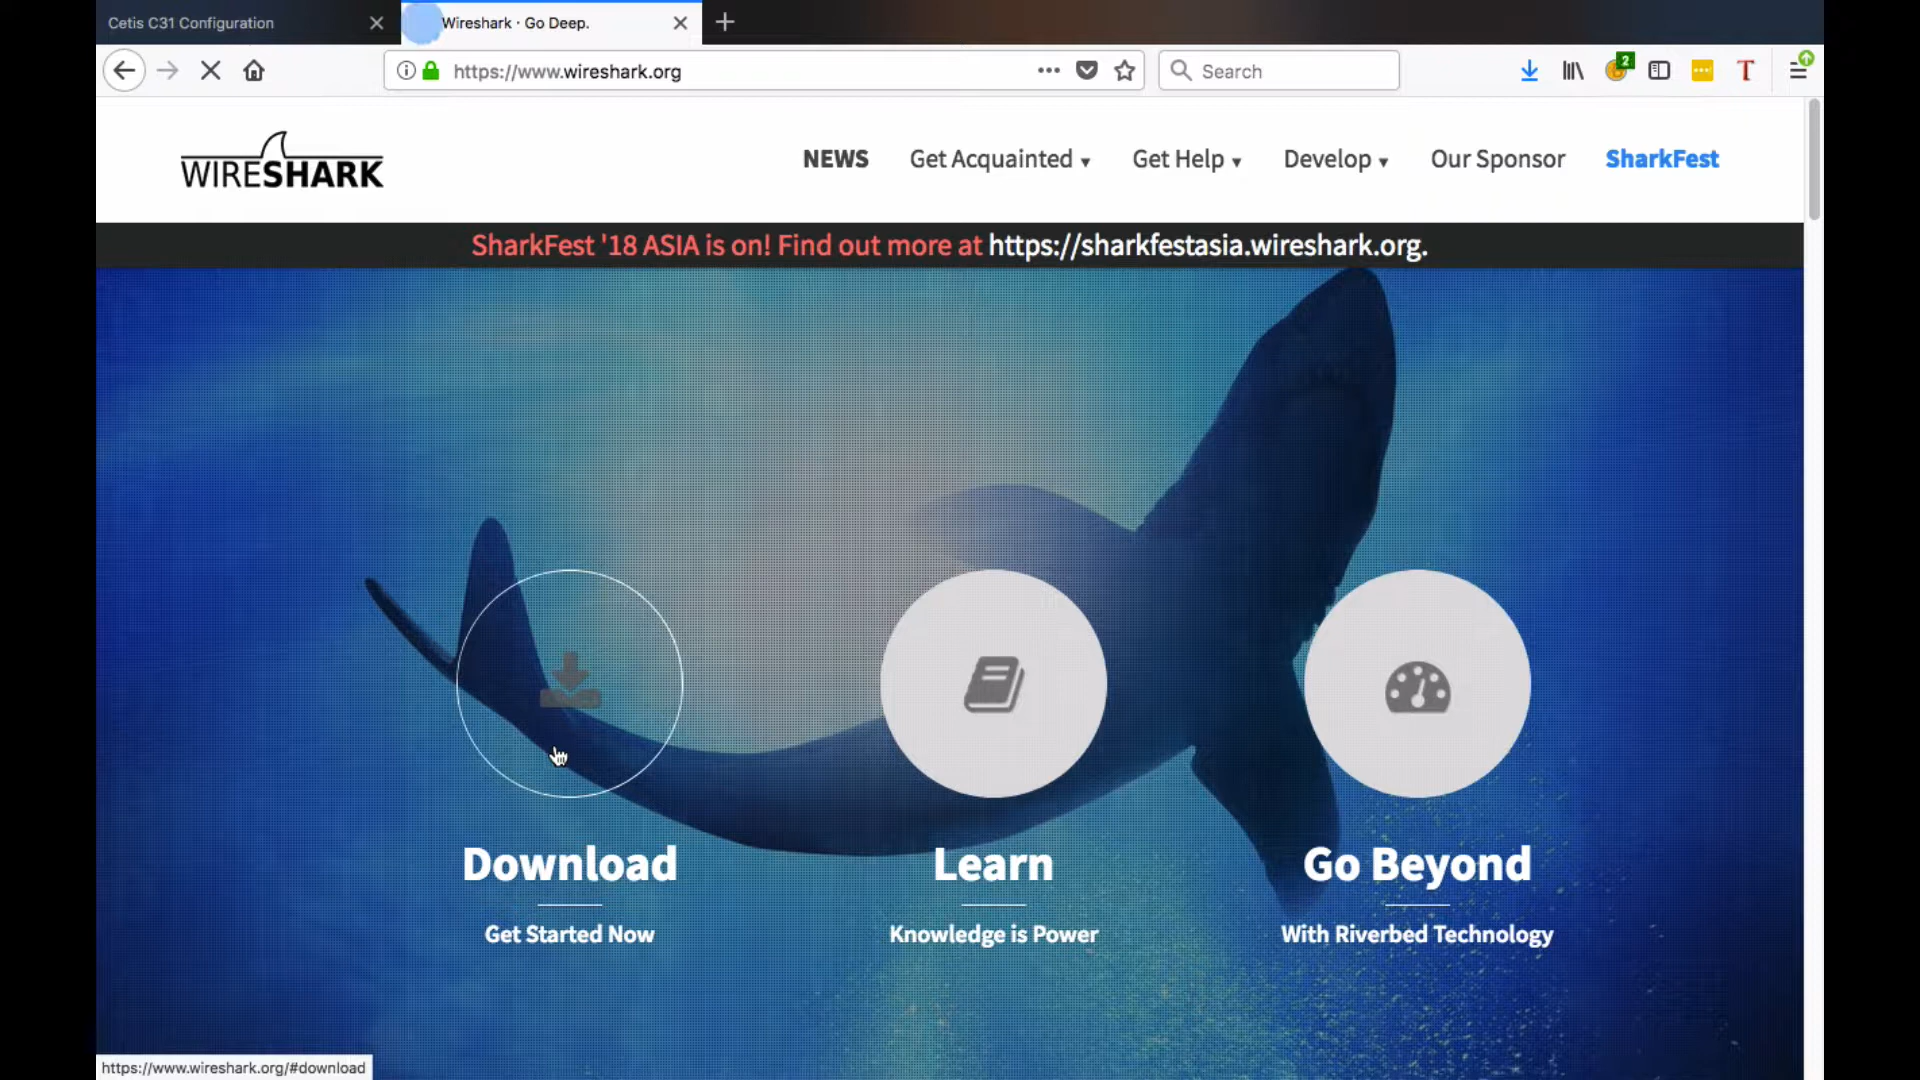 Cetis C31 Configuration
Wireshark · Go Deep.
https://www.wireshark.org
Search
2
T
WIRESHARK
NEWS
Get Acquainted ▾
Get Help ▾
Develop ▾
Our Sponsor
SharkFest
SharkFest '18 ASIA is on! Find out more at https://sharkfestasia.wireshark.org.
Download
Learn
Go Beyond
Get Started Now
Knowledge is Power
With Riverbed Technology
https://www.wireshark.org/#download